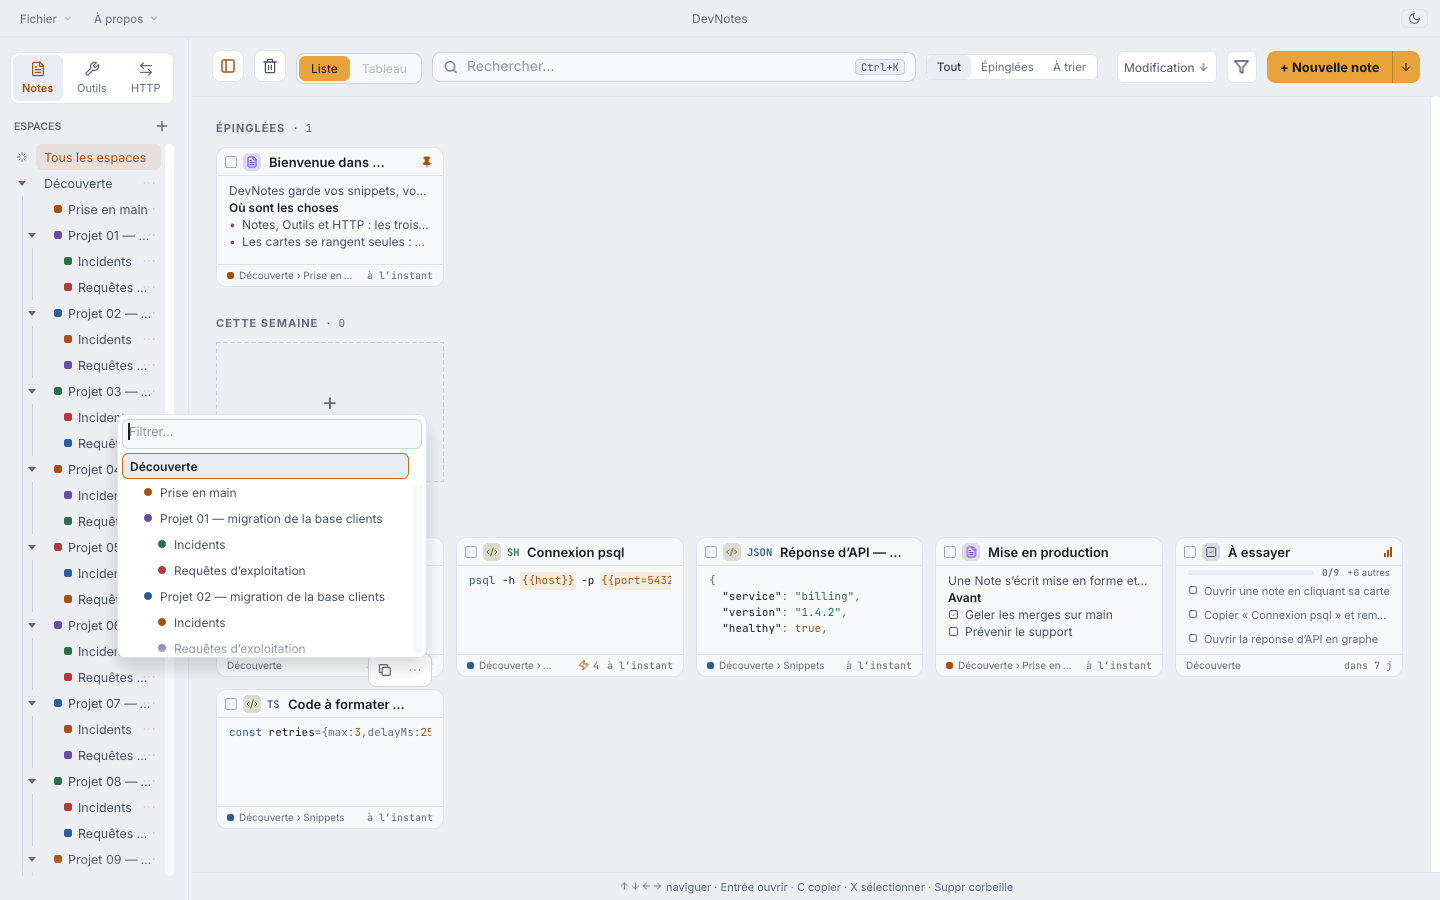 Fichier
À propos
DevNotes
Notes
Outils
HTTP
Liste
Tableau
Rechercher...
Ctrl+K
Tout
Épinglées
À trier
Modification ↓
+ Nouvelle note
↓
ESPACES
Tous les espaces
Découverte
Prise en main
Projet 01 — ...
Incidents
Requêtes ...
Projet 02 — ...
Incidents
Requêtes ...
Projet 03 — ...
Requêtes ...
Projet 07 — ...
Incidents
Requêtes ...
Projet 08 — ...
Incidents
Requêtes ...
Projet 09 — ...
ÉPINGLÉES · 1
Bienvenue dans ...
DevNotes garde vos snippets, vo...
Où sont les choses
• Notes, Outils et HTTP : les trois...
• Les cartes se rangent seules : ...
Découverte › Prise en ... à l’instant
CETTE SEMAINE · 0
+
Filtrer...
Découverte
Prise en main
Projet 01 — migration de la base clients
Incidents
Requêtes d’exploitation
Projet 02 — migration de la base clients
Incidents
Requêtes d’exploitation
Découverte
SH Connexion psql
psql -h {{host}} -p {{port=5432
Découverte › ... 4 à l’instant
JSON Réponse d’API — ...
{
"service": "billing",
"version": "1.4.2",
"healthy": true,
Découverte › Snippets à l’instant
Mise en production
Une Note s’écrit mise en forme et...
Avant
Geler les merges sur main
Prévenir le support
Découverte › Prise en ... à l’instant
À essayer
0/9 +6 autres
Ouvrir une note en cliquant sa carte
Copier « Connexion psql » et rem...
Ouvrir la réponse d’API en graphe
Découverte dans 7 j
TS Code à formater ...
const retries={max:3,delayMs:25
Découverte › Snippets à l’instant
↑↓←→ naviguer · Entrée ouvrir · C copier · X sélectionner · Suppr corbeille